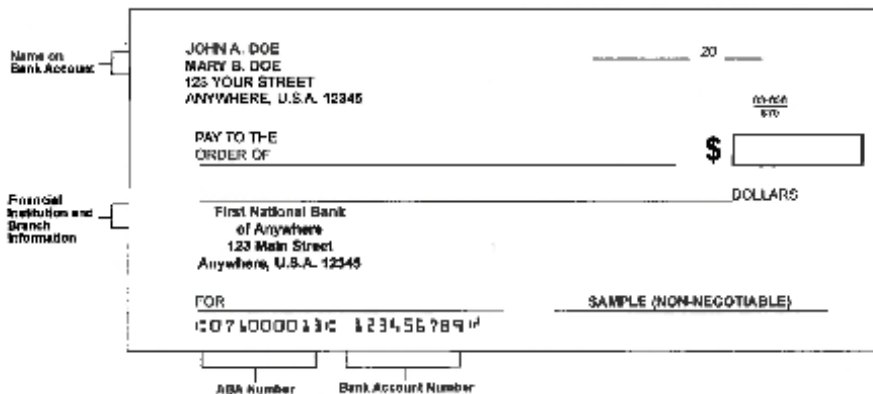 Name on
Bank Account
JOHN A. DOE
MARY B. DOE
123 YOUR STREET
ANYWHERE, U.S.A. 12345
20
PAY TO THE
ORDER OF
$
DOLLARS
Financial
Institution and
Branch
Information
First National Bank
of Anywhere
123 Main Street
Anywhere, U.S.A. 12345
FOR
SAMPLE (NON-NEGOTIABLE)
123456789
ABA Number
Bank Account Number